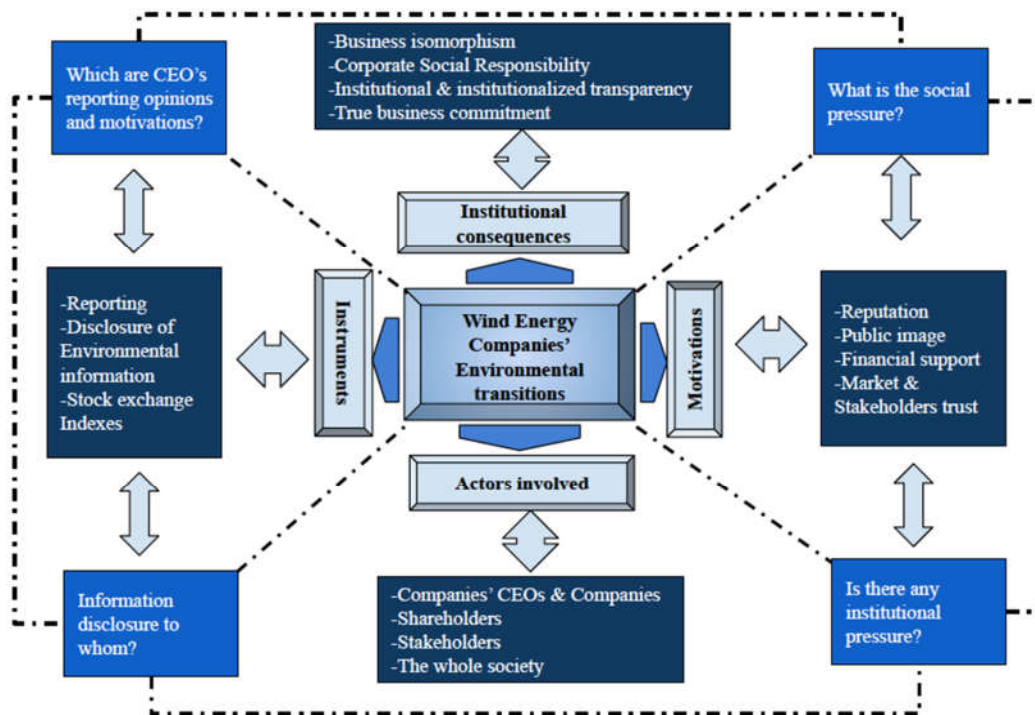 Which are CEO's
reporting opinions
and motivations?
-Business isomorphism
-Corporate Social Responsibility
-Institutional & institutionalized transparency
-True business commitment
What is the social
pressure?
Institutional
consequences
-Reporting
-Disclosure of
Environmental
information
-Stock exchange
Indexes
Instruments
Wind Energy
Companies'
Environmental
transitions
Motivations
-Reputation
-Public image
-Financial support
-Market &
Stakeholders trust
Actors involved
Information
disclosure to
whom?
-Companies' CEOs & Companies
-Shareholders
-Stakeholders
-The whole society
Is there any
institutional
pressure?